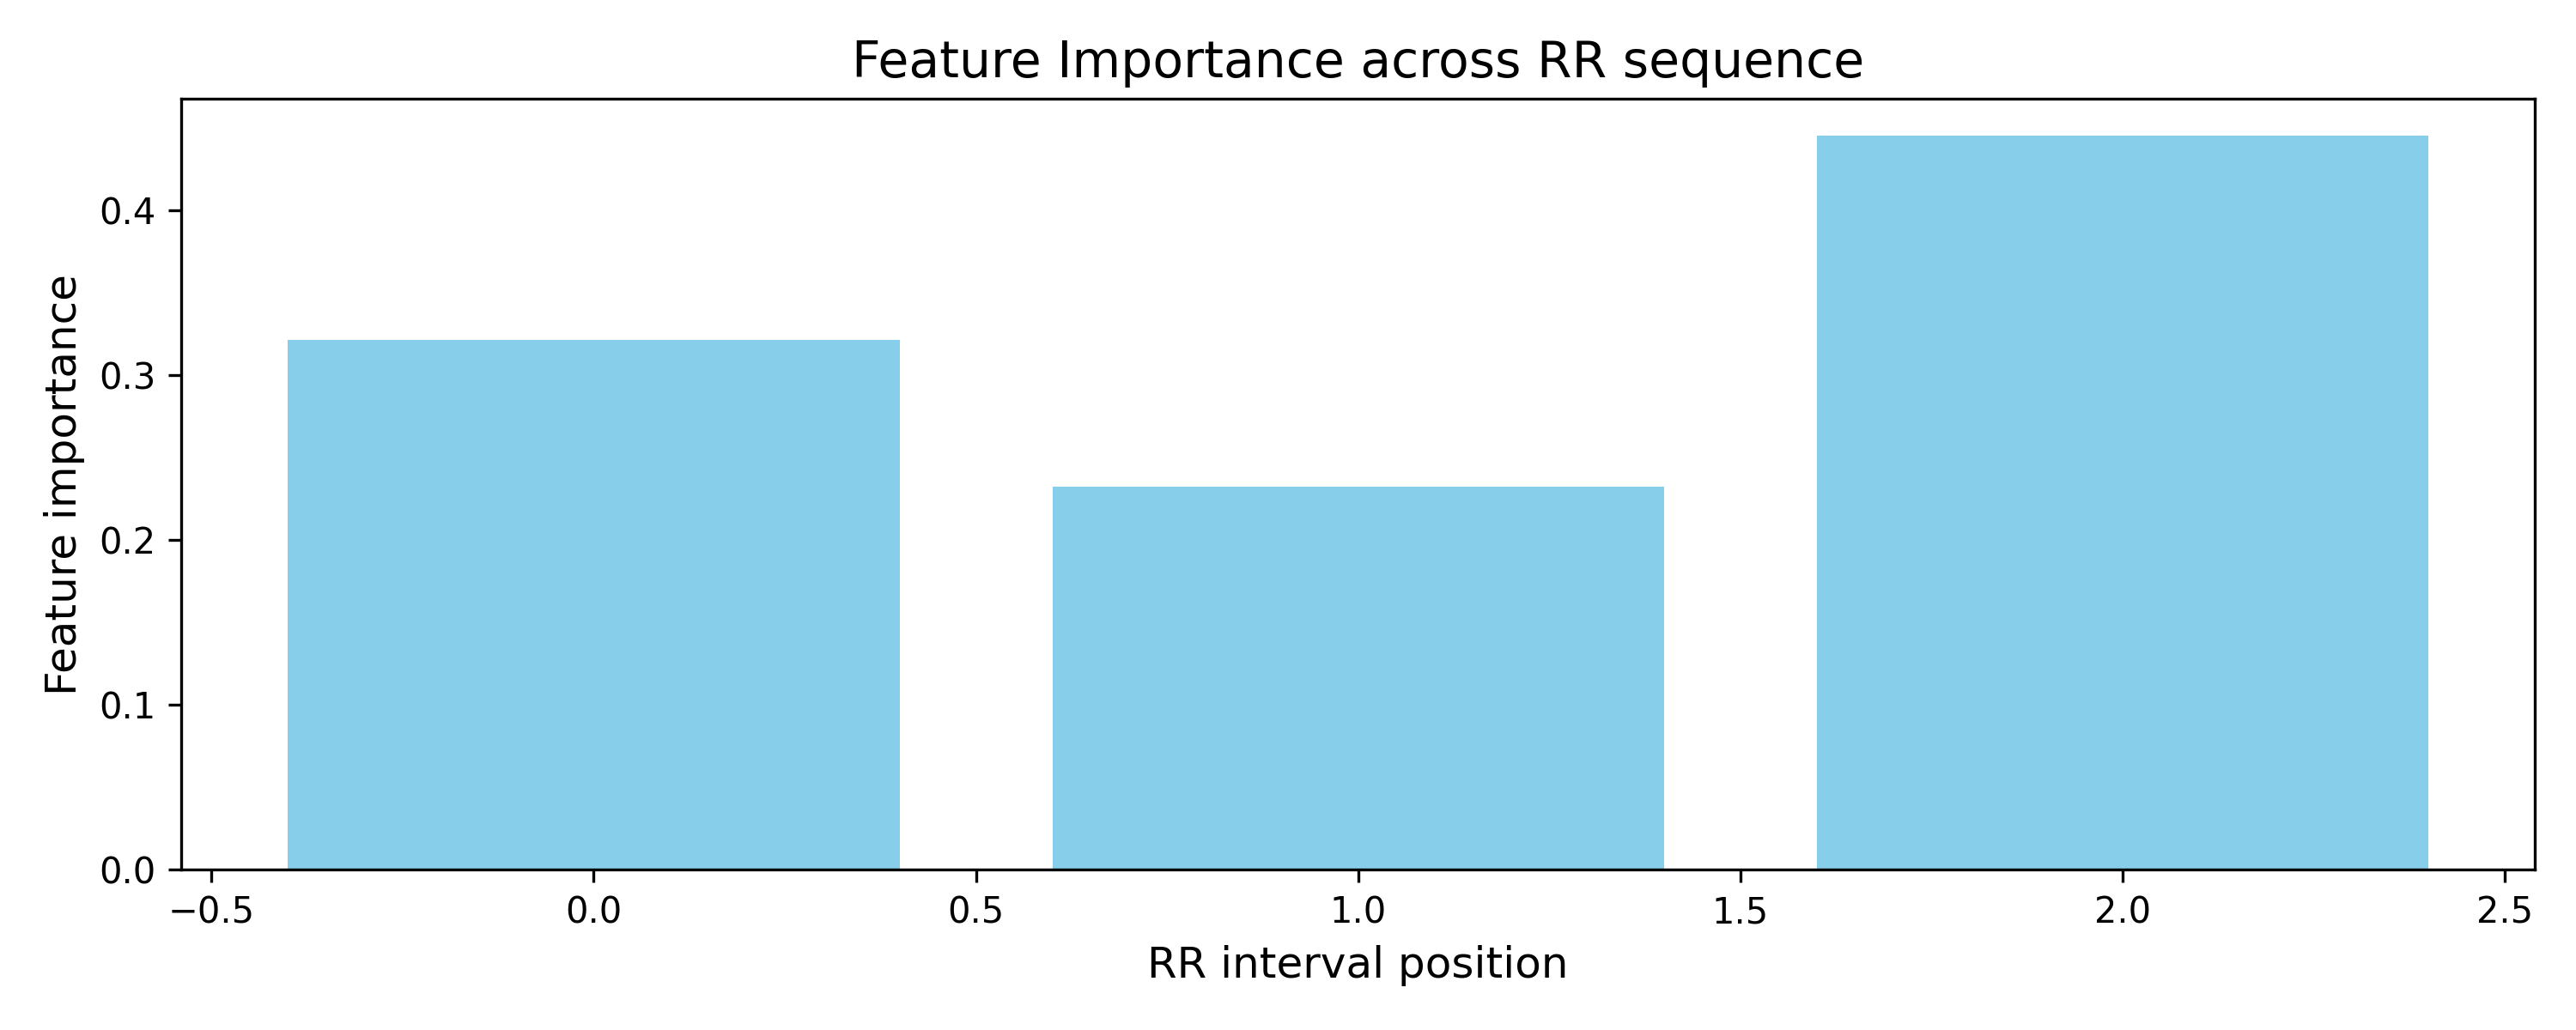 Feature Importance across RR sequence
Feature importance
0.4
0.3
0.2
0.1
0.0
−0.5 0.0 0.5 1.0 1.5 2.0 2.5
RR interval position